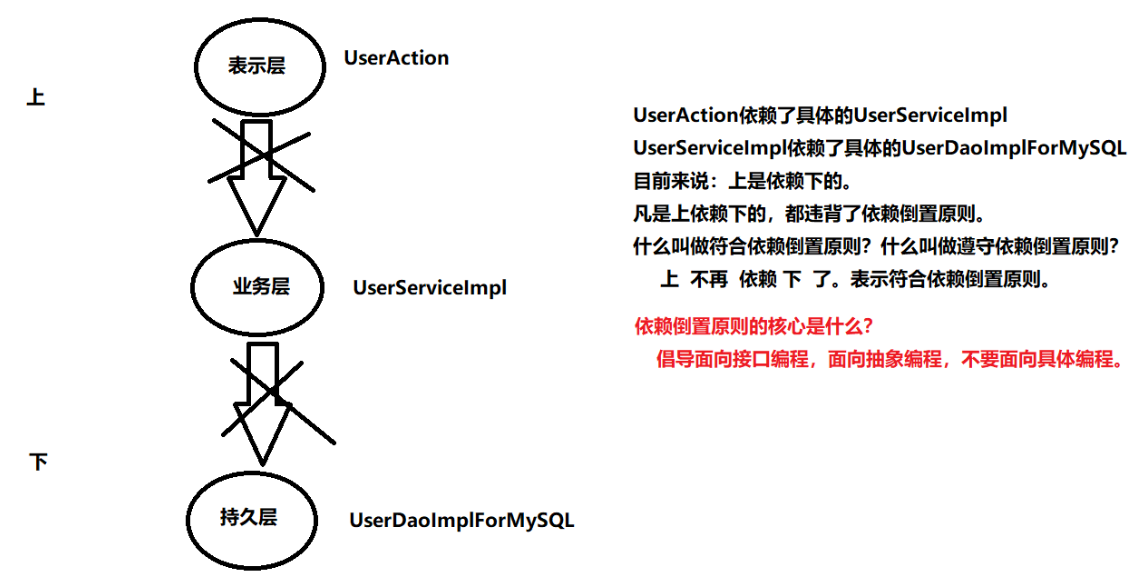 表示层
UserAction
上
UserAction依赖了具体的UserServiceImpl
UserServiceImpl依赖了具体的UserDaoImplForMySQL
目前来说：上是依赖下的。
凡是上依赖下的，都违背了依赖倒置原则。
什么叫做符合依赖倒置原则？什么叫做遵守依赖倒置原则？
上 不再 依赖 下 了。表示符合依赖倒置原则。
业务层
UserServiceImpl
依赖倒置原则的核心是什么？
倡导面向接口编程，面向抽象编程，不要面向具体编程。
下
持久层
UserDaoImplForMySQL